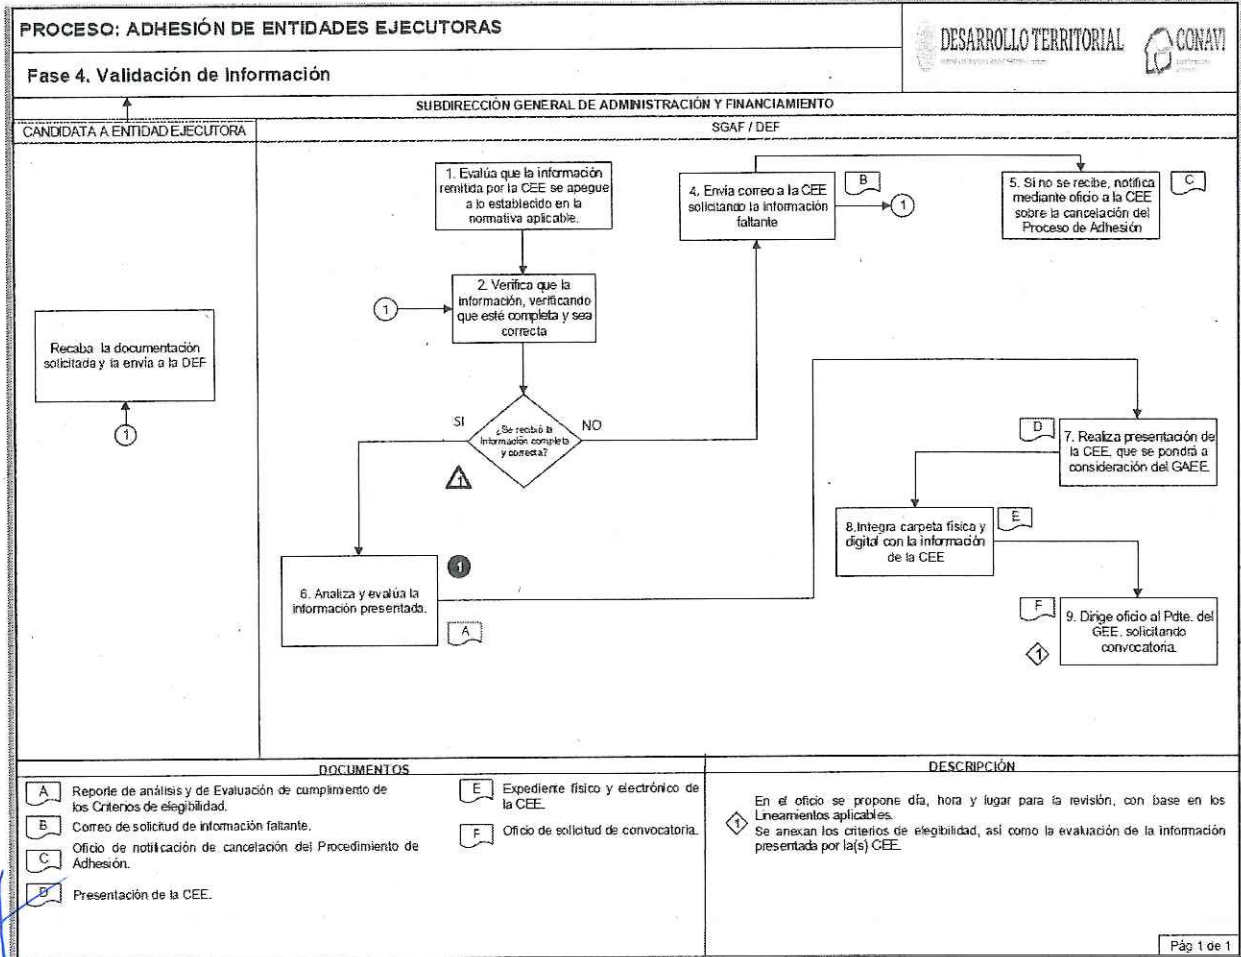 PROCESO: ADHESIÓN DE ENTIDADES EJECUTORAS
DESARROLLO TERRITORIAL
CONAVI
Fase 4. Validación de Información
SUBDIRECCIÓN GENERAL DE ADMINISTRACIÓN Y FINANCIAMIENTO
CANDIDATA A ENTIDAD EJECUTORA
SGAF / DEF
1. Evalúa que la información
remitida por la CEE se apegue
a lo establecido en la
normativa aplicable.
4. Envía correo a la CEE
solicitando la información
faltante
B
1
5. Si no se recibe, notifica
mediante oficio a la CEE
sobre la cancelación del
Proceso de Adhesión
C
1
2. Verifica que la
información, verificando
que esté completa y sea
correcta
Recaba la documentación
solicitada y la envía a la DEF
1
SI
¿Se recibió la
información completa
y correcta?
NO
1
D
7. Realiza presentación de
la CEE, que se pondrá a
consideración del GAEE.
8.Integra carpeta física y
digital con la información
de la CEE
E
1
6. Analiza y evalúa la
información presentada.
A
F
9. Dirige oficio al Pdte. del
GEE, solicitando
convocatoria.
1
DOCUMENTOS
A
Reporte de análisis y de Evaluación de cumplimiento de
los Criterios de elegibilidad.
B
Correo de solicitud de información faltante.
C
Oficio de notificación de cancelación del Procedimiento de
Adhesión.
D
Presentación de la CEE.
E
Expediente físico y electrónico de
la CEE.
F
Oficio de solicitud de convocatoria.
DESCRIPCIÓN
1
En el oficio se propone día, hora y lugar para la revisión, con base en los
Lineamientos aplicables.
Se anexan los criterios de elegibilidad, así como la evaluación de la información
presentada por la(s) CEE.
Pág 1 de 1